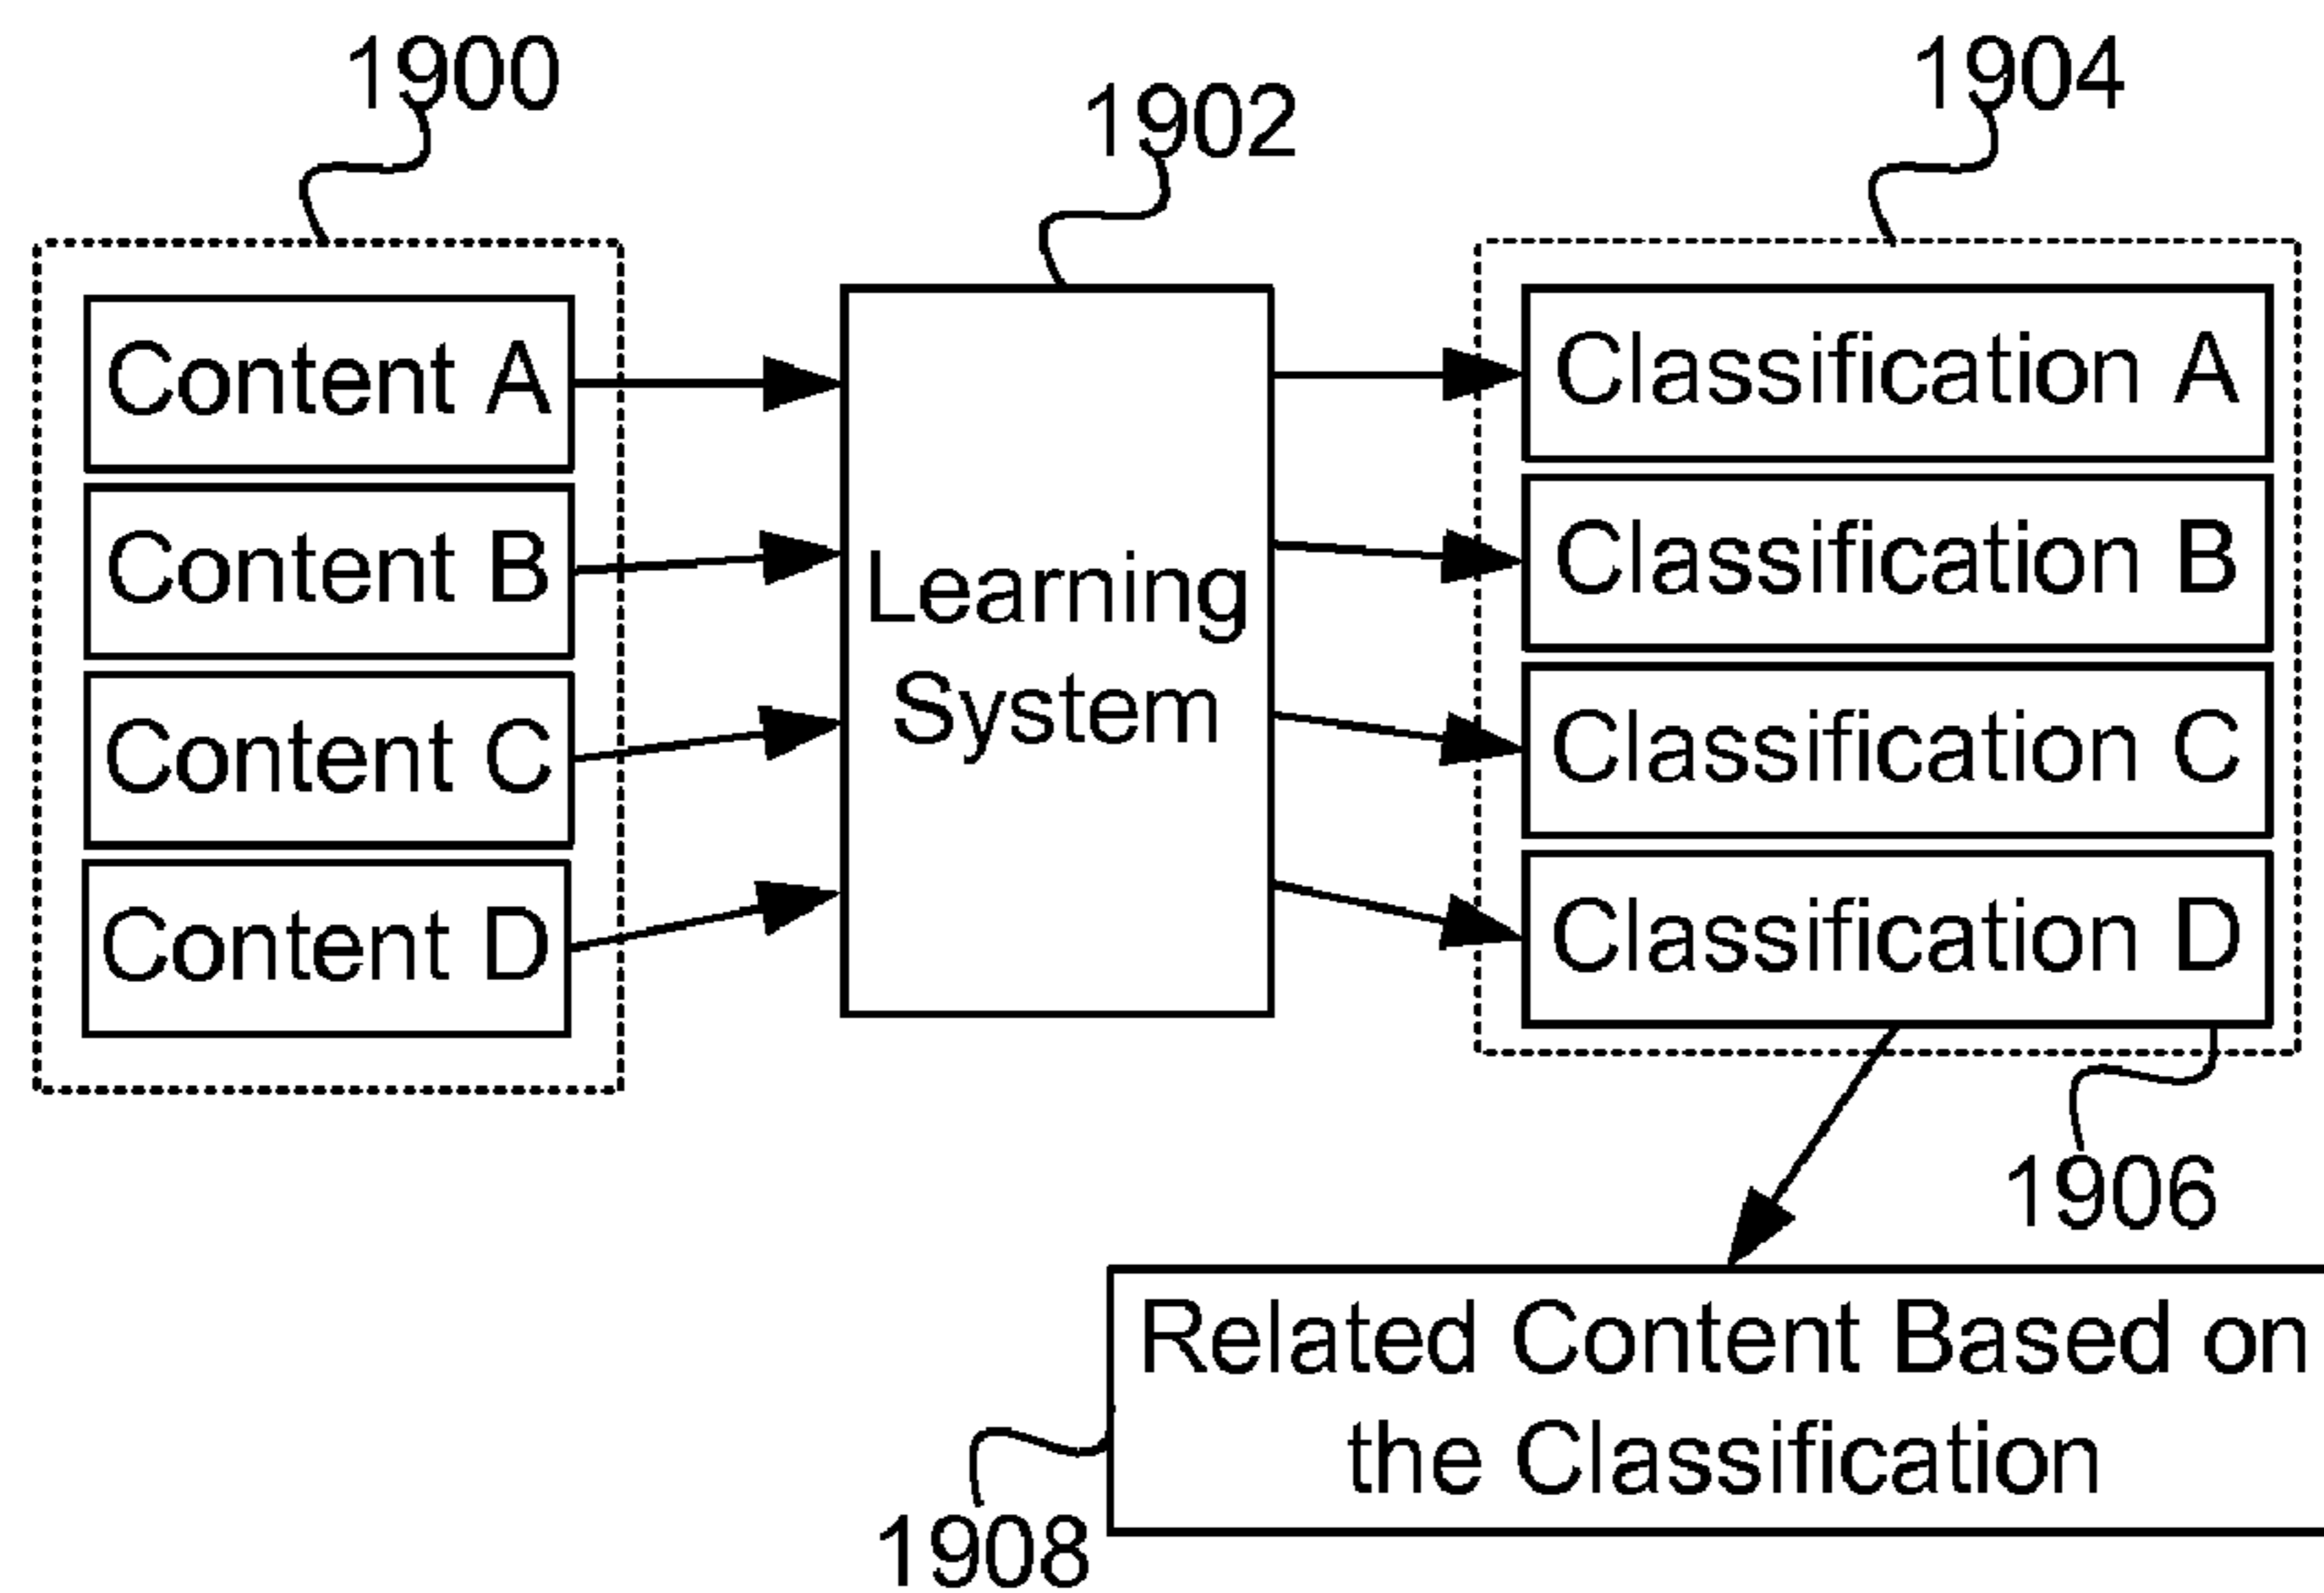 1900
1902
1904
Content A
Content B
Content C
Content D
Learning
System
Classification A
Classification B
Classification C
Classification D
1906
Related Content Based on
the Classification
1908